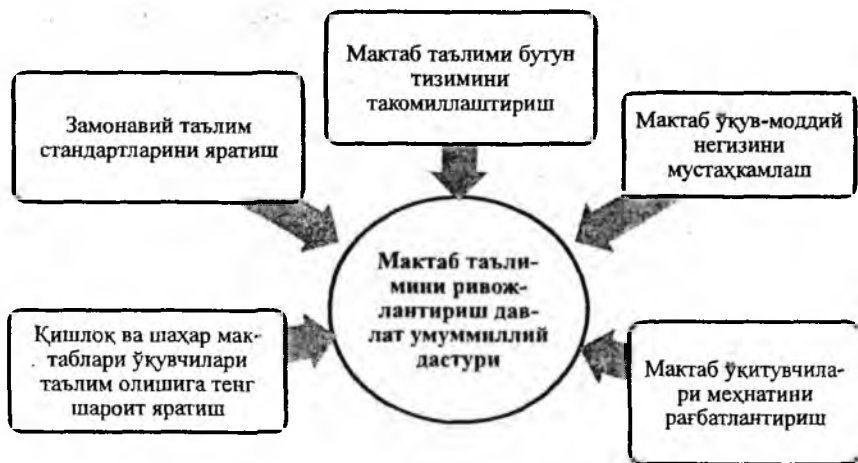 Мактаб таълими бутун
тизимини
такомиллаштириш
Замонавий таълим
стандартларини яратиш
Мактаб ўқув-моддий
негизини
мустаҳкамлаш
Мактаб таъли-
мини ривож-
лантириш дав-
лат умуммиллий
дастури
Қишлоқ ва шаҳар мак-
таблари ўқувчилари
таълим олишига тенг
шароит яратиш
Мактаб ўқитувчила-
ри меҳнатини
рағбатлантириш